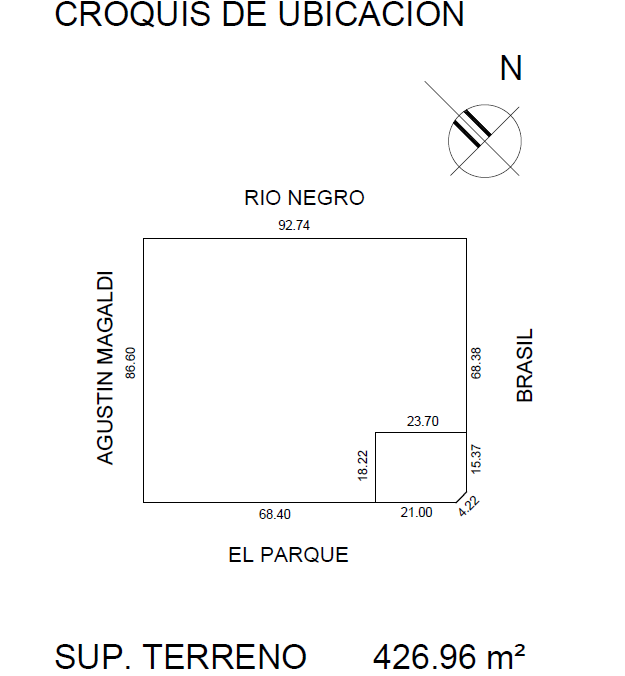 CROQUIS DE UBICACION
N
RIO NEGRO
92.74
AGUSTIN MAGALDI
86.60
68.38
BRASIL
23.70
18.22
15.37
68.40
21.00
4.22
EL PARQUE
SUP. TERRENO 426.96 m²